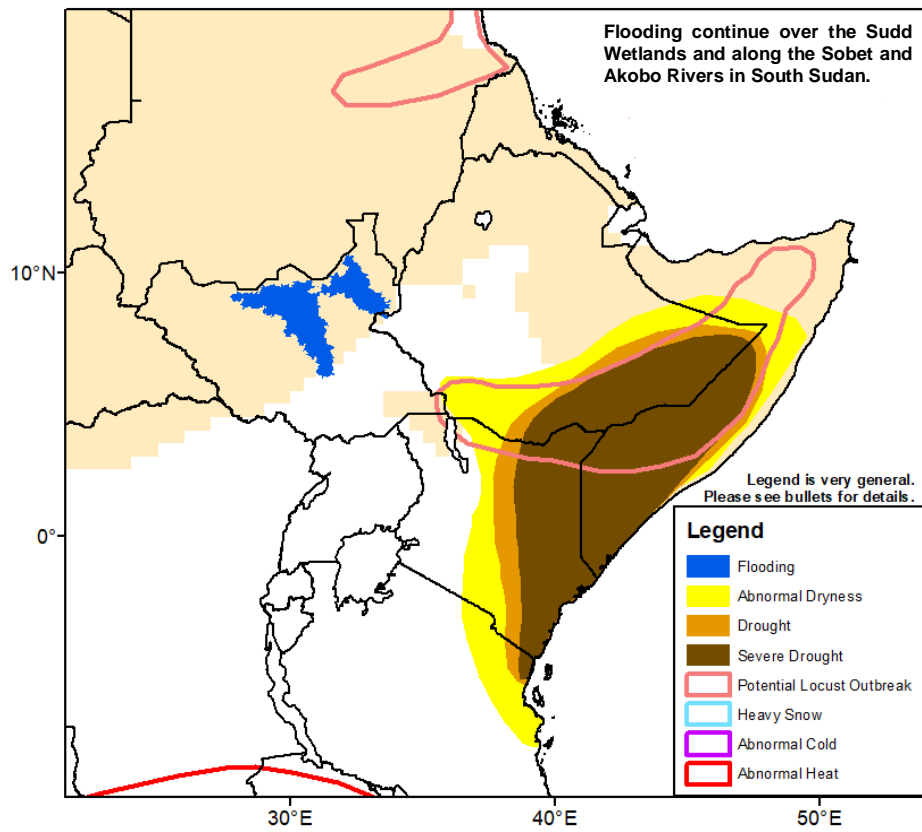 Flooding continue over the Sudd
Wetlands and along the Sobet and
Akobo Rivers in South Sudan.
10°N
0°
Legend is very general.
Please see bullets for details.
Legend
Flooding
Abnormal Dryness
Drought
Severe Drought
Potential Locust Outbreak
Heavy Snow
Abnormal Cold
Abnormal Heat
30°E
40°E
50°E